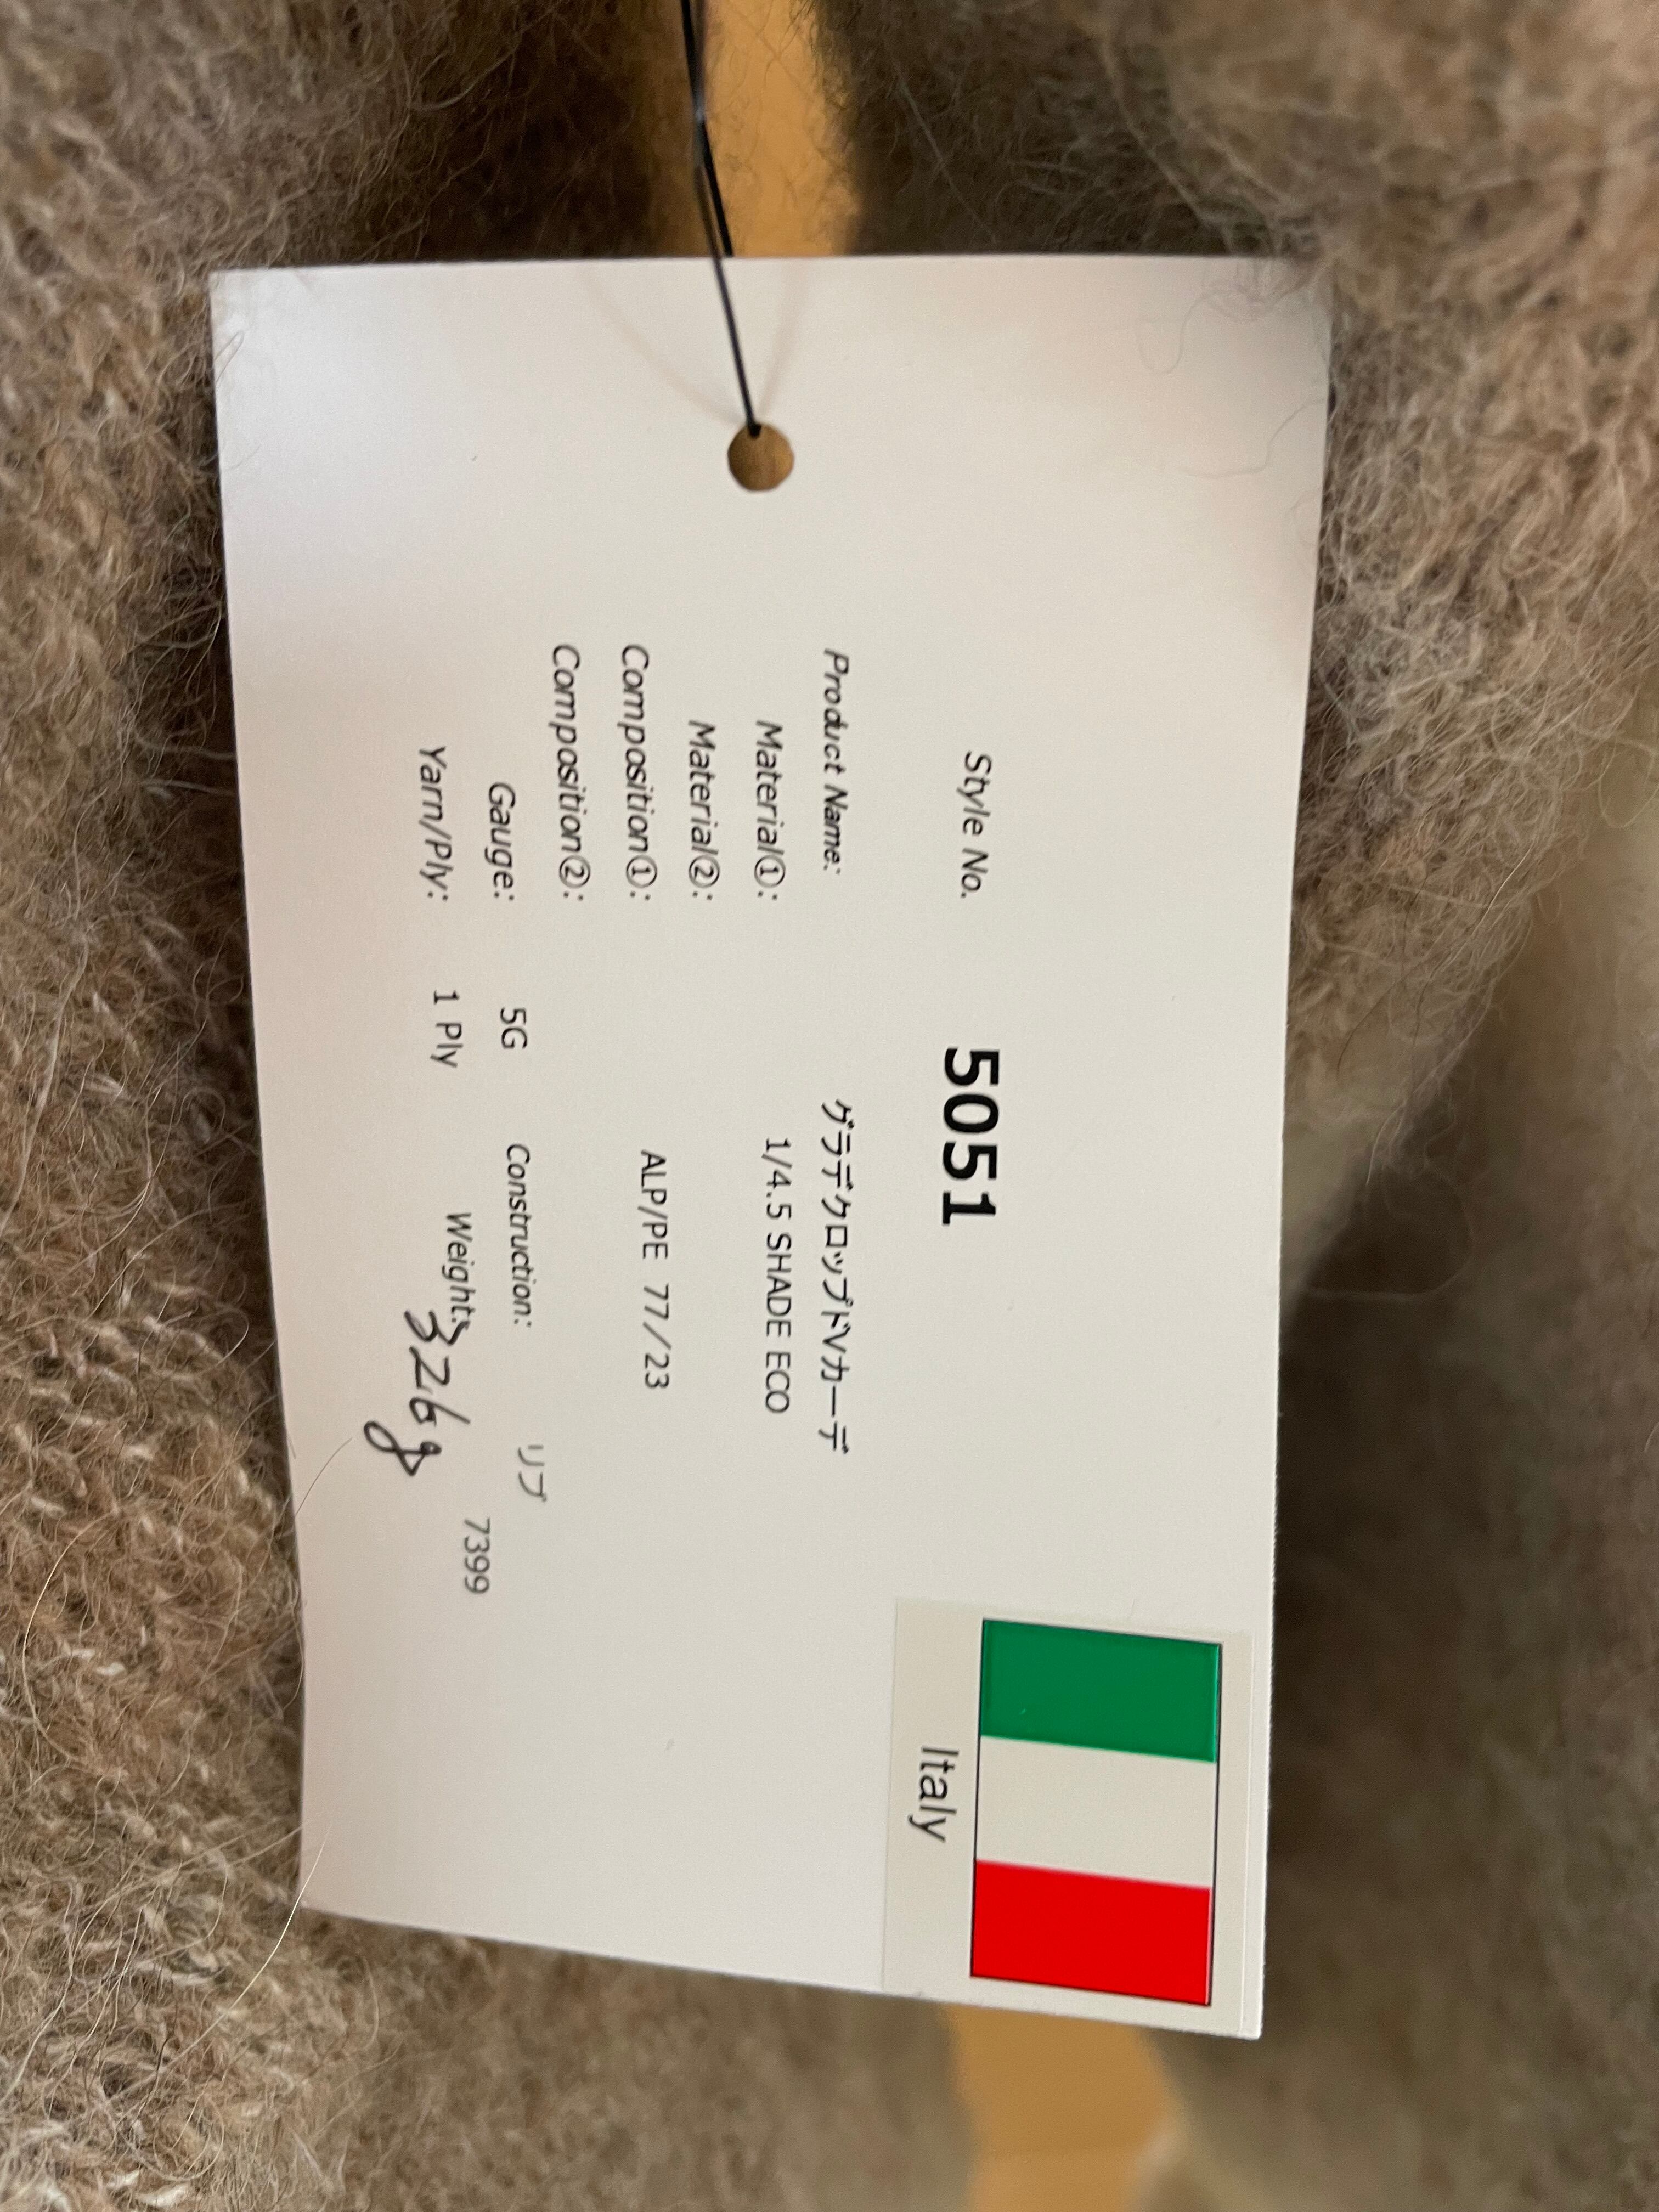 Italy
Style No. 5051
Product Name: グラデクロップドVカーデ
Material①: 1/4.5 SHADE ECO
Material②:
Composition①: ALP/PE 77/23
Composition②:
Gauge: 5G Construction: リブ
Yarn/Ply: 1 Ply Weight: 326g 7399